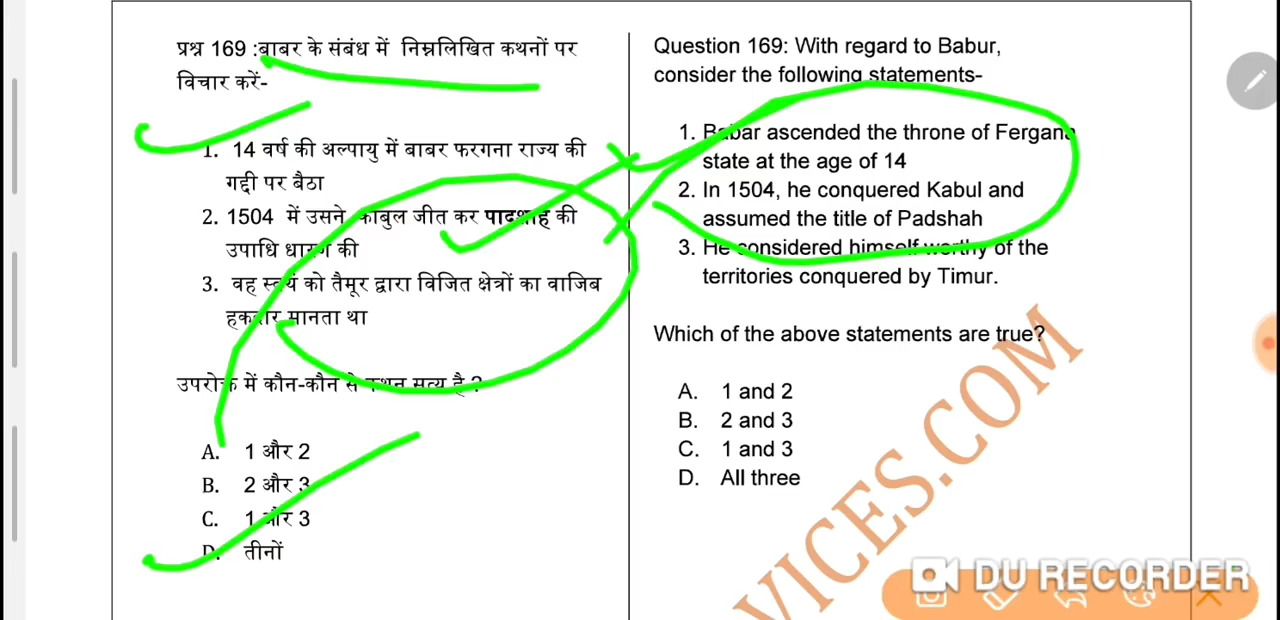 प्रश्न 169 :बाबर के संबंध में निम्नलिखित कथनों पर
विचार करें-
1. 14 वर्ष की अल्पायु में बाबर फरगना राज्य की
गद्दी पर बैठा
2. 1504 में उसने काबुल जीत कर पादशाह की
उपाधि धारण की
3. वह स्वयं को तैमूर द्वारा विजित क्षेत्रों का वाजिब
हकदार मानता था
उपरोक्त में कौन-कौन से कथन सत्य है ?
A. 1 और 2
B. 2 और 3
C. 1 और 3
D. तीनों
Question 169: With regard to Babur,
consider the following statements-
1. Babar ascended the throne of Fergana
state at the age of 14
2. In 1504, he conquered Kabul and
assumed the title of Padshah
3. He considered himself worthy of the
territories conquered by Timur.
Which of the above statements are true?
A. 1 and 2
B. 2 and 3
C. 1 and 3
D. All three
VICES.COM
DU RECORDER